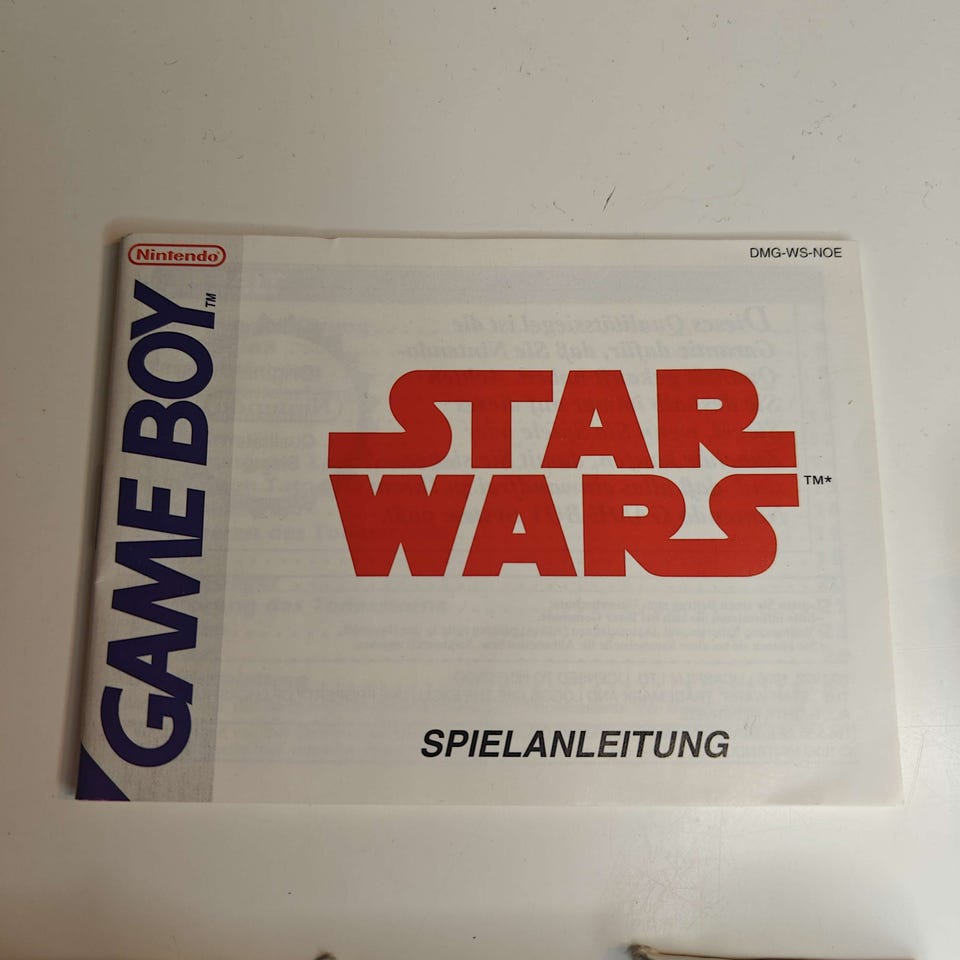 Nintendo®
DMG-WS-NOE
GAME BOY™
STAR
WARS
™*
SPIELANLEITUNG